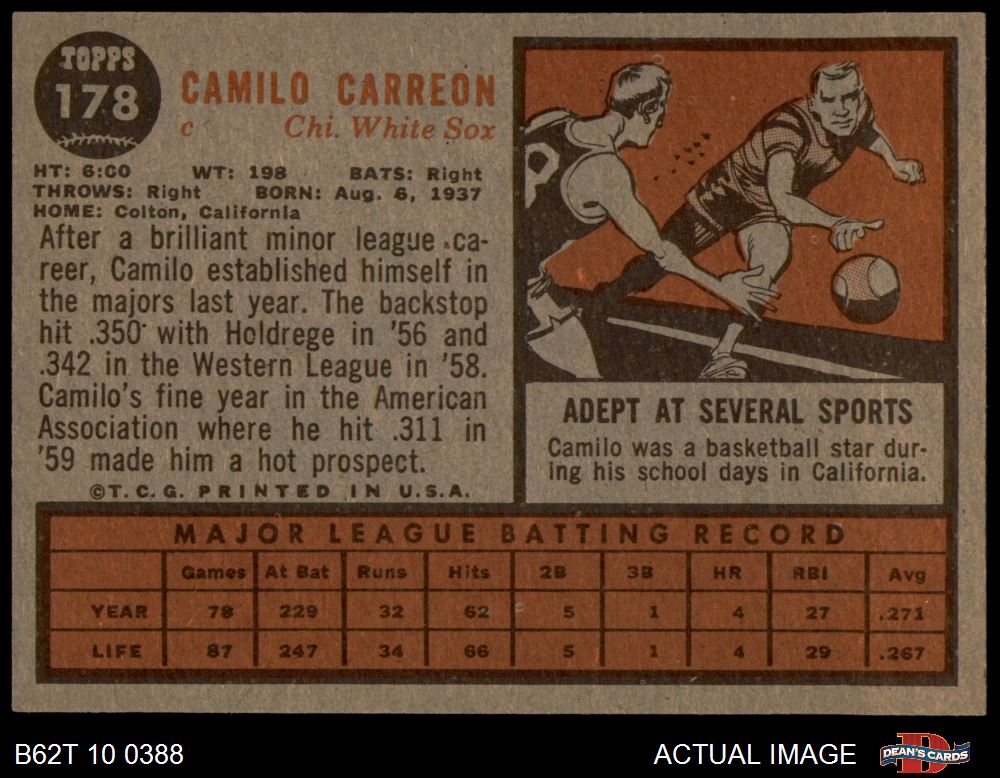 TOPPS
178
CAMILO CARREON
c Chi. White Sox
HT: 6:00 WT: 198 BATS: Right
THROWS: Right BORN: Aug. 6, 1937
HOME: Colton, California
After a brilliant minor league ca-
reer, Camilo established himself in
the majors last year. The backstop
hit .350 with Holdrege in '56 and
.342 in the Western League in '58.
Camilo's fine year in the American
Association where he hit .311 in
'59 made him a hot prospect.
©T.C.G. PRINTED IN U.S.A.
ADEPT AT SEVERAL SPORTS
Camilo was a basketball star dur-
ing his school days in California.
MAJOR LEAGUE BATTING RECORD
Games At Bat Runs Hits 2B 3B HR RBI Avg
YEAR 78 229 32 62 5 1 4 27 .271
LIFE 87 247 34 66 5 1 4 29 .267
B62T 10 0388 ACTUAL IMAGE DEAN'S CARDS